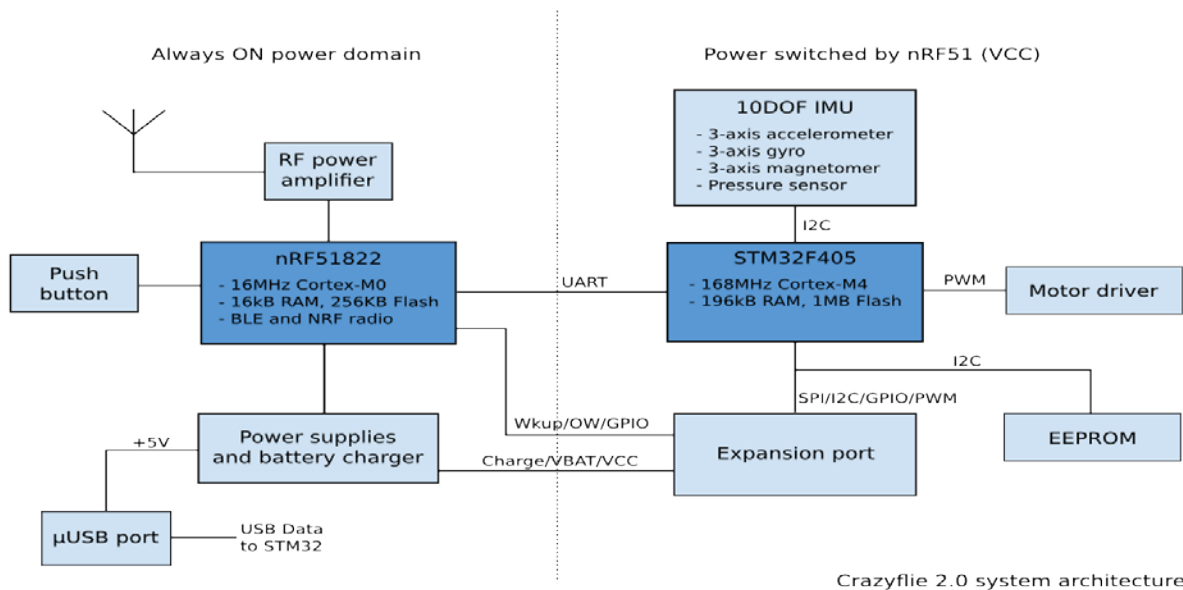 Always ON power domain
Power switched by nRF51 (VCC)
10DOF IMU
- 3-axis accelerometer
- 3-axis gyro
- 3-axis magnetomer
- Pressure sensor
RF power
amplifier
I2C
nRF51822
- 16MHz Cortex-M0
- 16kB RAM, 256KB Flash
- BLE and NRF radio
STM32F405
- 168MHz Cortex-M4
- 196kB RAM, 1MB Flash
Push
button
UART
PWM
Motor driver
I2C
SPI/I2C/GPIO/PWM
Wkup/OW/GPIO
+5V
Power supplies
and battery charger
Charge/VBAT/VCC
Expansion port
EEPROM
µUSB port
USB Data
to STM32
Crazyflie 2.0 system architecture